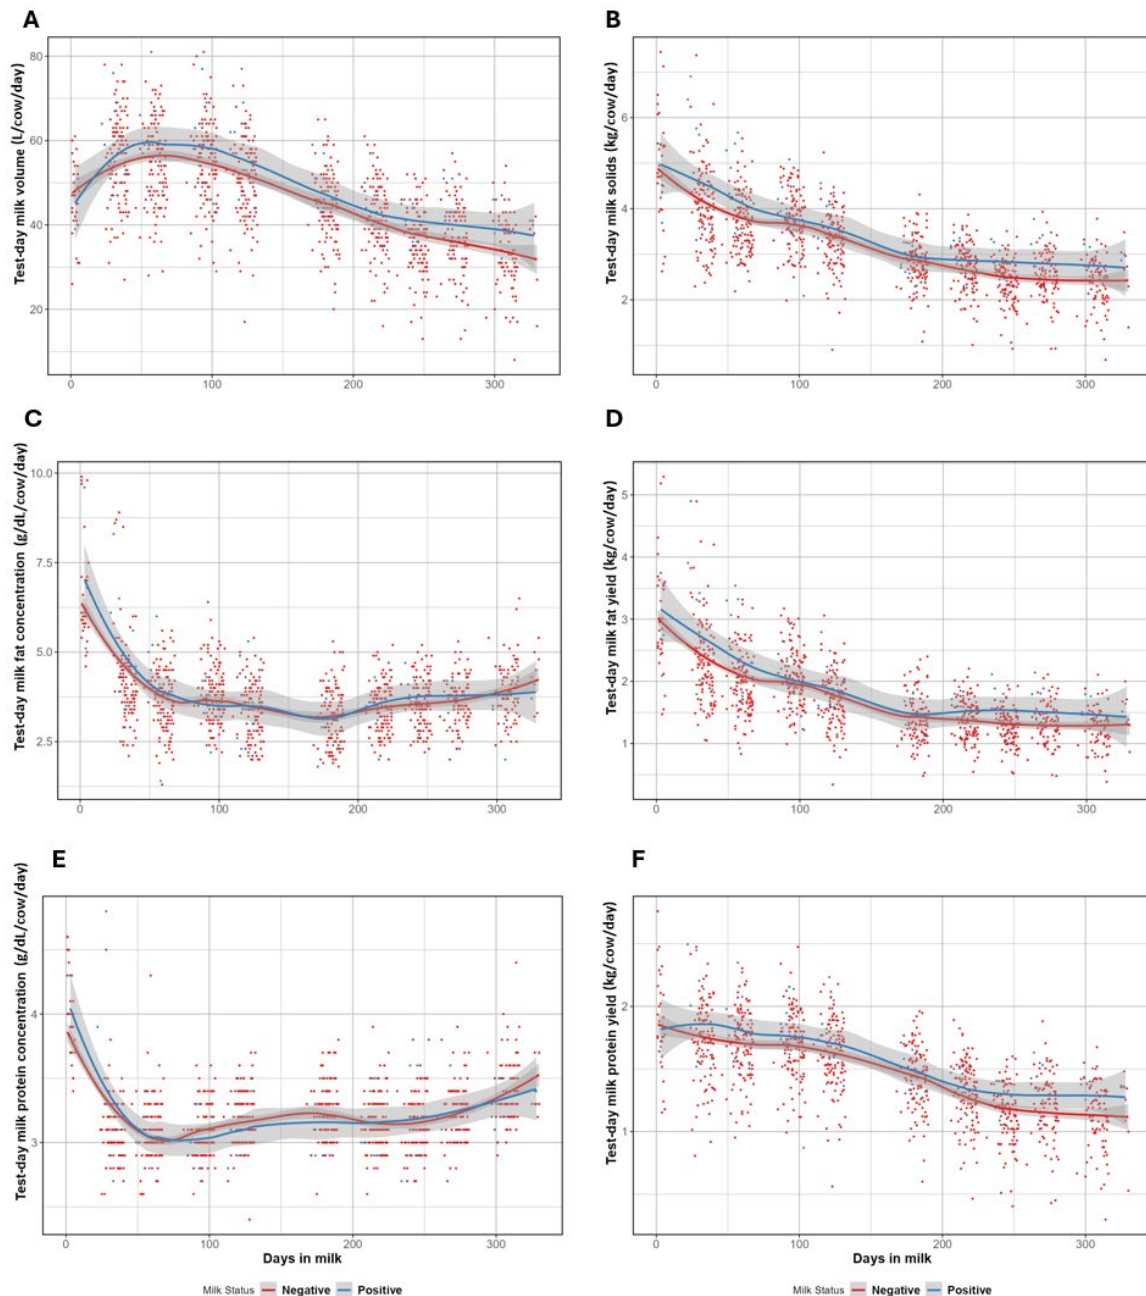 A
Test-day milk volume (L/cow/day)
80
60
40
20
0
100
200
300
B
Test-day milk solids (kg/cow/day)
6
4
2
0
100
200
300
C
Test-day milk fat concentration (g/dL/cow/day)
10.0
7.5
5.0
2.5
0
100
200
300
D
Test-day milk fat yield (kg/cow/day)
5
4
3
2
1
0
100
200
300
E
Test-day milk protein concentration (g/dL/cow/day)
4
3
0
100
200
300
Days in milk
Milk Status Negative Positive
F
Test-day milk protein yield (kg/cow/day)
2
1
0
100
200
300
Days in milk
Milk Status Negative Positive